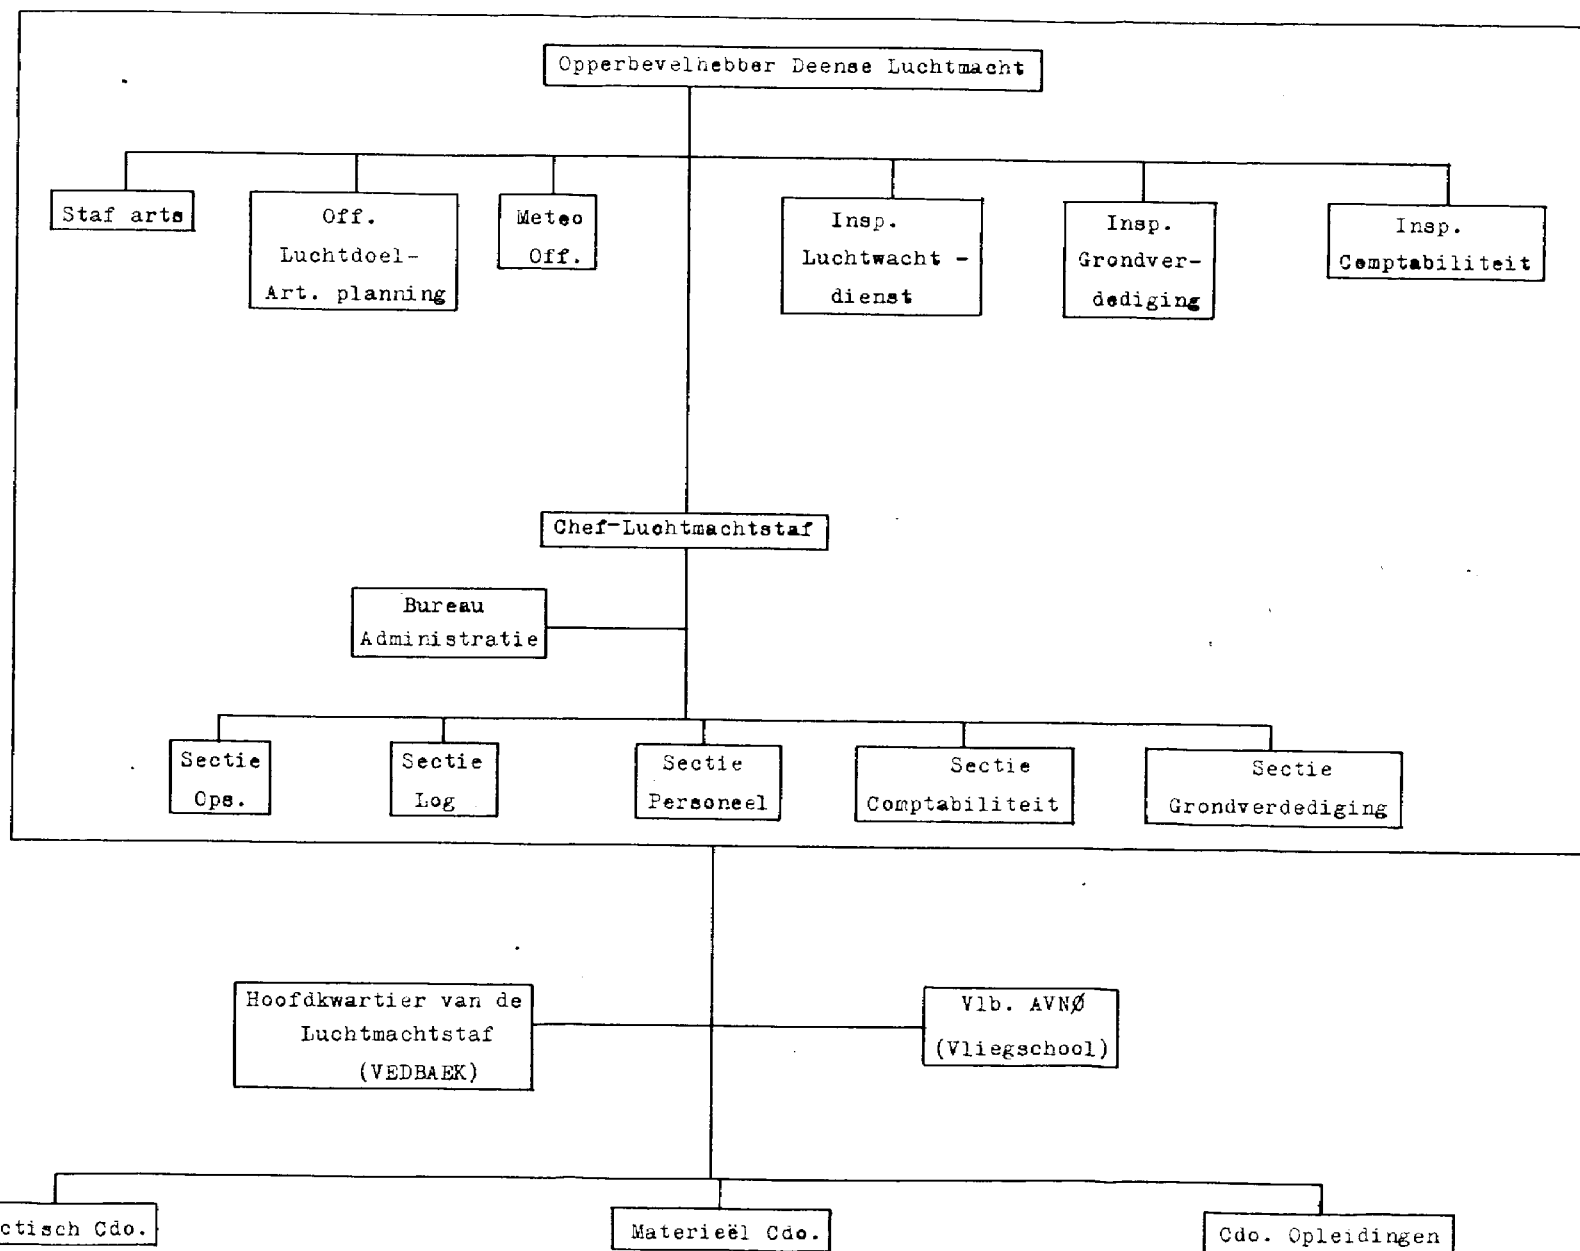 Opperbevelhebber Deense Luchtmacht
Staf arts
Off.
Luchtdoel-
Art. planning
Meteo
Off.
Insp.
Luchtwacht -
dienst
Insp.
Grondver-
dediging
Insp.
Comptabiliteit
Chef-Luchtmachtstaf
Bureau
Administratie
Sectie
Ops.
Sectie
Log
Sectie
Personeel
Sectie
Comptabiliteit
Sectie
Grondverdediging
Hoofdkwartier van de
Luchtmachtstaf
(VEDBAEK)
Vlb. AVNØ
(Vliegschool)
ctisch Cdo.
Materieël Cdo.
Cdo. Opleidingen